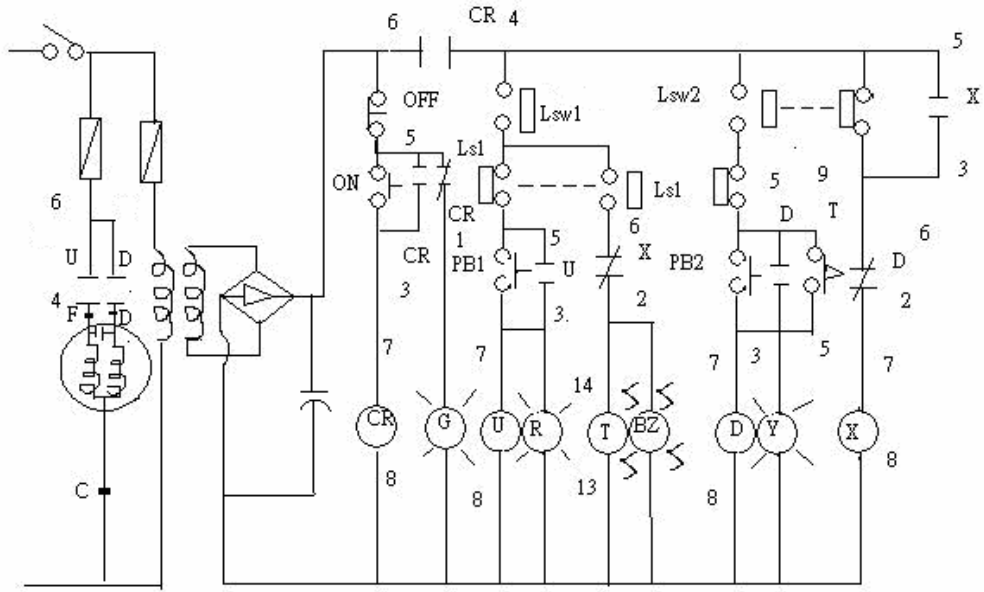 6 CR 4
5
OFF
Lsw1
Lsw2
X
5 Ls1
ON
Ls1
5 9
3
6
D T
CR
1
6
U D
CR
PB1
5
U
6
X
PB2
D
4 F D
3
3.
2
2
7
7
7 3 5
7
14
CR G U R T BZ D Y X
C
8
8
13
8
8